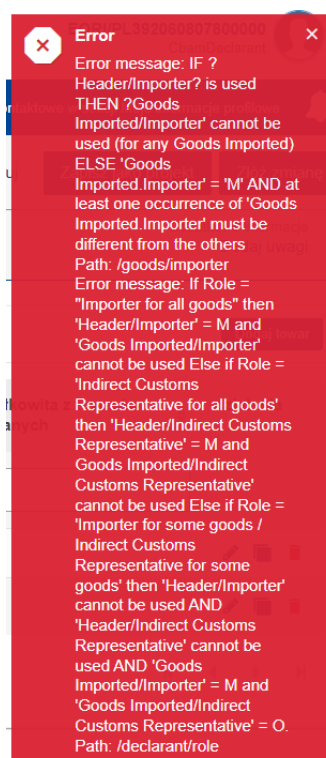 EORI/PL392060807800000
Error
Error message: IF ?
Header/Importer? is used
THEN ?Goods
Imported/Importer' cannot be
used (for any Goods Imported)
ELSE 'Goods
Imported.Importer' = 'M' AND at
least one occurrence of 'Goods
Imported.Importer' must be
different from the others
Path: /goods/importer
Error message: If Role =
"Importer for all goods" then
'Header/Importer' = M and
'Goods Imported/Importer'
cannot be used Else if Role =
'Indirect Customs
Representative for all goods'
then 'Header/Indirect Customs
Representative' = M and
Goods Imported/Indirect
Customs Representative'
cannot be used Else if Role =
'Importer for some goods /
Indirect Customs
Representative for some
goods' then 'Header/Importer'
cannot be used AND
'Header/Indirect Customs
Representative' cannot be
used AND 'Goods
Imported/Importer' = M and
'Goods Imported/Indirect
Customs Representative' = O.
Path: /declarant/role